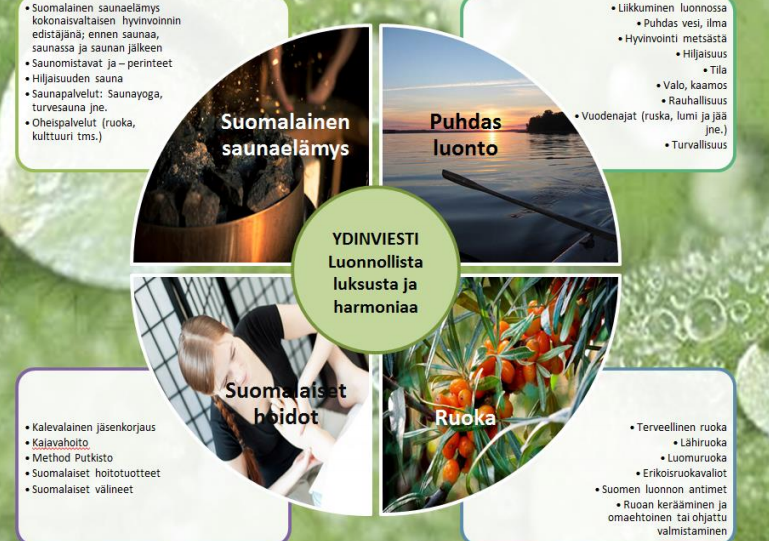 • Suomalainen saunaelämys
kokonaisvaltaisen hyvinvoinnin
edistäjänä; ennen saunaa,
saunassa ja saunan jälkeen
• Saunomistavat ja – perinteet
• Hiljaisuuden sauna
• Saunapalvelut: Saunayoga,
turvesauna jne.
• Oheispalvelut (ruoka,
kulttuuri tms.)
• Liikkuminen luonnossa
• Puhdas vesi, ilma
• Hyvinvointi metsästä
• Hiljaisuus
• Tila
• Valo, kaamos
• Rauhallisuus
• Vuodenajat (ruska, lumi ja jää
jne.)
• Turvallisuus
Suomalainen
saunaelämys
Puhdas
luonto
YDINVIESTI
Luonnollista
luksusta ja
harmoniaa
Suomalaiset
hoidot
Ruoka
• Kalevalainen jäsenkorjaus
• Kajavahoito
• Method Putkisto
• Suomalaiset hoitotuotteet
• Suomalaiset välineet
• Terveellinen ruoka
• Lähiruoka
• Luomuruoka
• Erikoisruokavaliot
• Suomen luonnon antimet
• Ruoan kerääminen ja
omaehtoinen tai ohjattu
valmistaminen